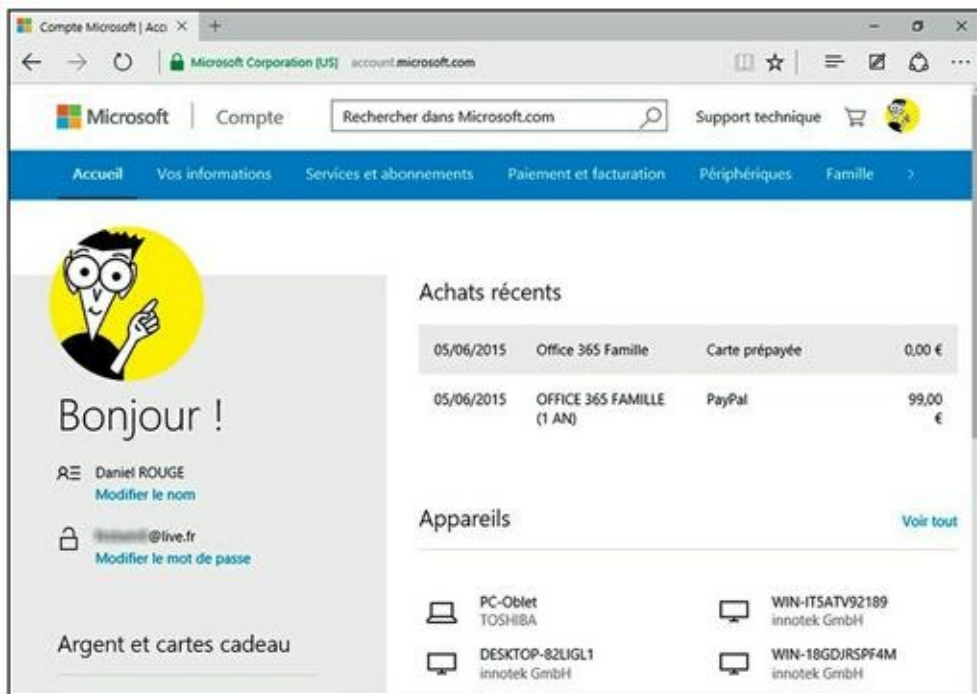 Compte Microsoft | Acc
Microsoft Corporation [US] account.microsoft.com
Microsoft | Compte Rechercher dans Microsoft.com Support technique
Accueil Vos informations Services et abonnements Paiement et facturation Périphériques Famille
Bonjour !
Daniel ROUGE
Modifier le nom
@live.fr
Modifier le mot de passe
Argent et cartes cadeau
Achats récents
05/06/2015 Office 365 Famille Carte prépayée 0,00 €
05/06/2015 OFFICE 365 FAMILLE PayPal 99,00
(1 AN) €
Appareils Voir tout
PC-Oblet WIN-IT5ATV92189
TOSHIBA innotek GmbH
DESKTOP-82LIGL1 WIN-18GDJRSPF4M
innotek GmbH innotek GmbH